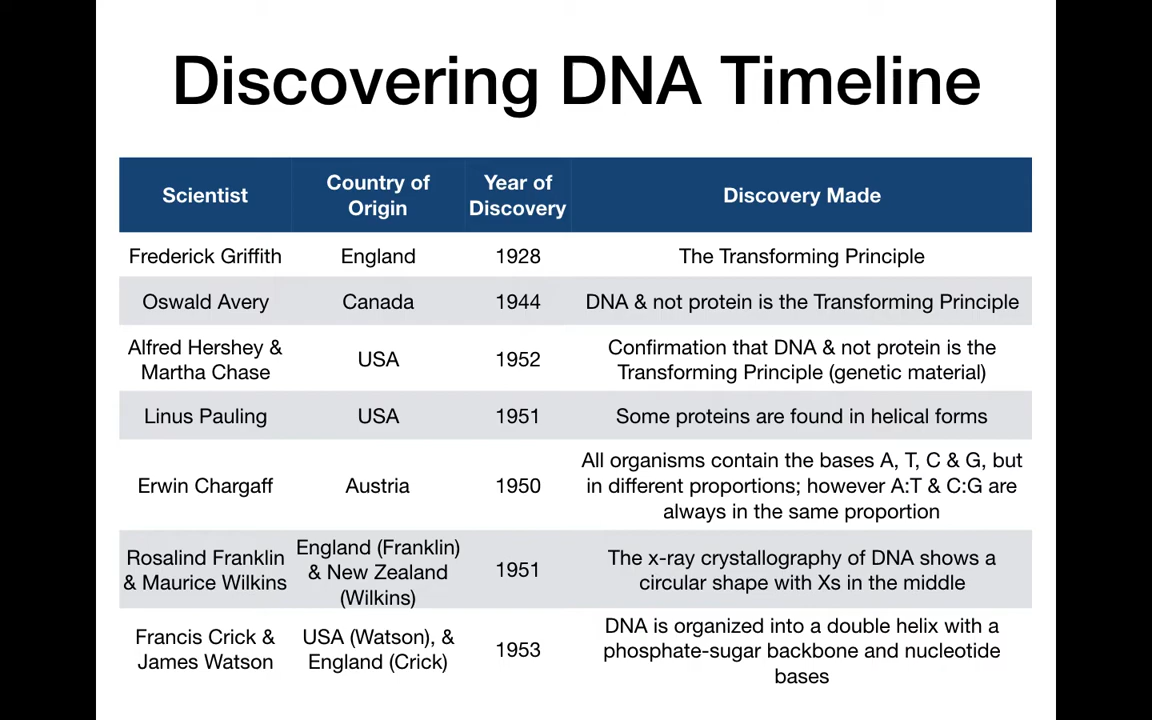 Discovering DNA Timeline
Scientist
Country of
Origin
Year of
Discovery
Discovery Made
Frederick Griffith
England
1928
The Transforming Principle
Oswald Avery
Canada
1944
DNA & not protein is the Transforming Principle
Alfred Hershey &
Martha Chase
USA
1952
Confirmation that DNA & not protein is the
Transforming Principle (genetic material)
Linus Pauling
USA
1951
Some proteins are found in helical forms
Erwin Chargaff
Austria
1950
All organisms contain the bases A, T, C & G, but
in different proportions; however A:T & C:G are
always in the same proportion
Rosalind Franklin
& Maurice Wilkins
England (Franklin)
& New Zealand
(Wilkins)
1951
The x-ray crystallography of DNA shows a
circular shape with Xs in the middle
Francis Crick &
James Watson
USA (Watson), &
England (Crick)
1953
DNA is organized into a double helix with a
phosphate-sugar backbone and nucleotide
bases